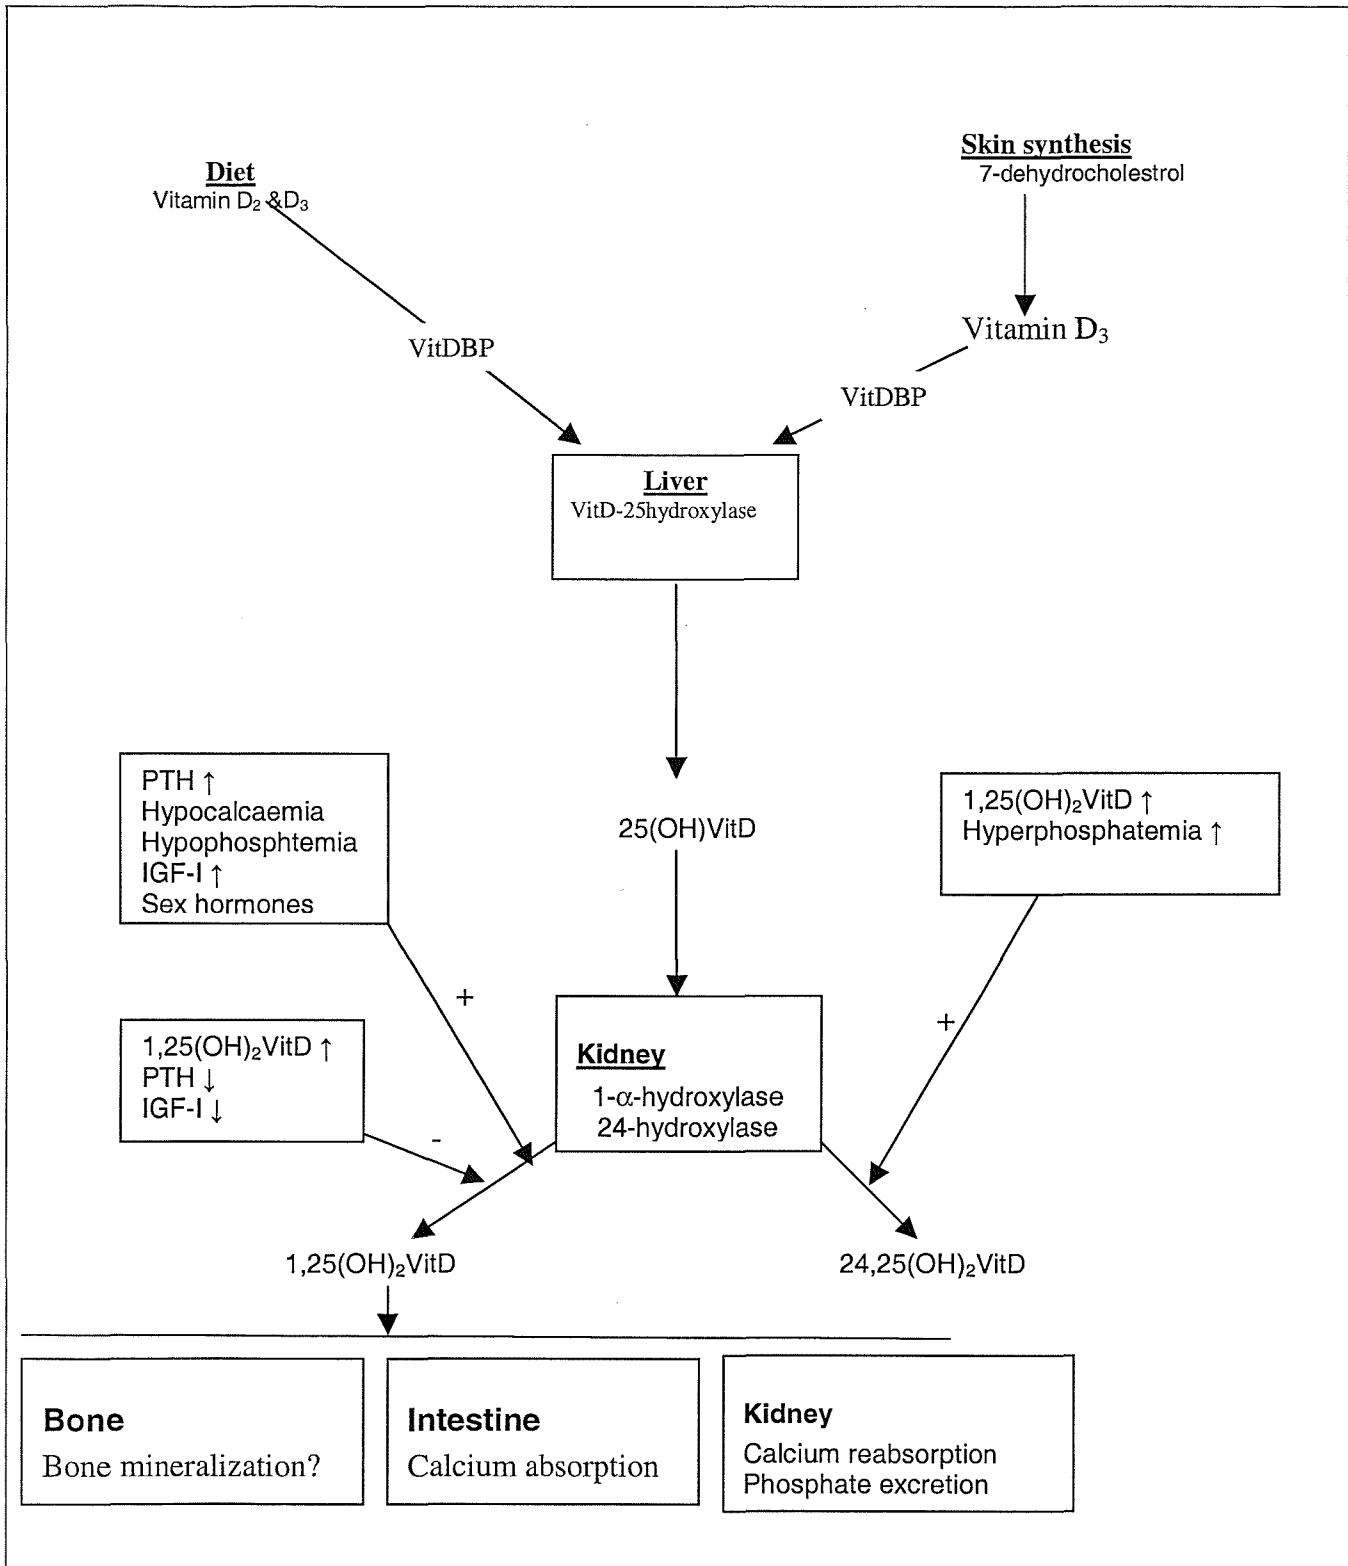 Diet
Vitamin D₂ &D₃
Skin synthesis
7-dehydrocholestrol
Vitamin D₃
VitDBP
VitDBP
Liver
VitD-25hydroxylase
25(OH)VitD
PTH ↑
Hypocalcaemia
Hypophosphtemia
IGF-I ↑
Sex hormones
1,25(OH)₂VitD ↑
Hyperphosphatemia ↑
+
+
1,25(OH)₂VitD ↑
PTH ↓
IGF-I ↓
-
Kidney
1-α-hydroxylase
24-hydroxylase
1,25(OH)₂VitD
24,25(OH)₂VitD
Bone
Bone mineralization?
Intestine
Calcium absorption
Kidney
Calcium reabsorption
Phosphate excretion